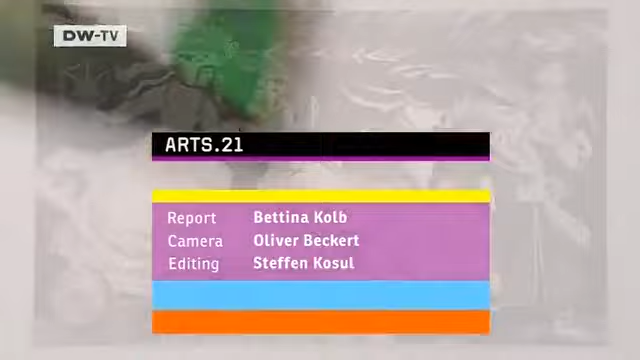 DW-TV
ARTS.21
Report Bettina Kolb
Camera Oliver Beckert
Editing Steffen Kosul